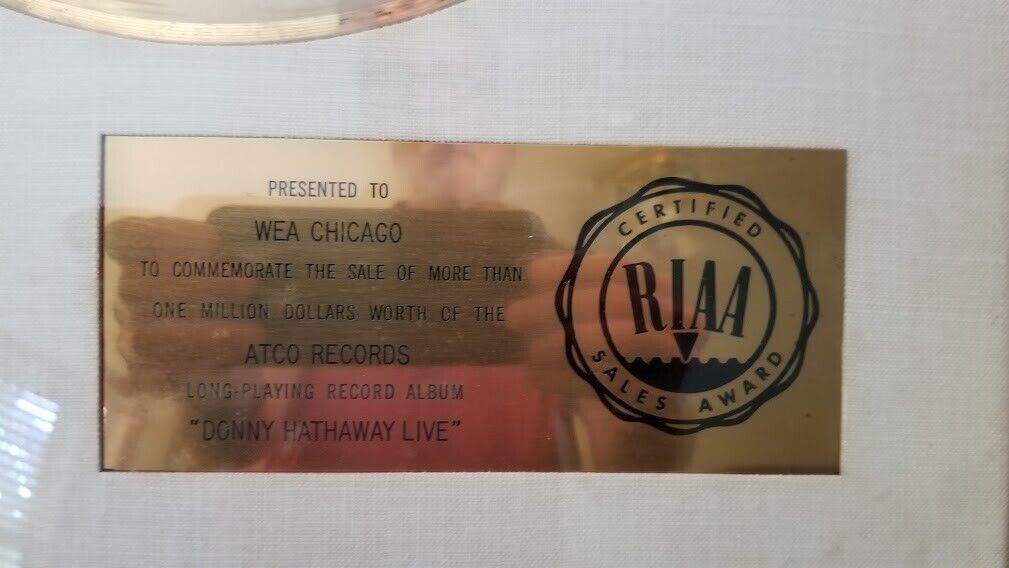 PRESENTED TO
WEA CHICAGO
TO COMMEMORATE THE SALE OF MORE THAN
ONE MILLION DOLLARS WORTH OF THE
ATCO RECORDS
LONG-PLAYING RECORD ALBUM
"DONNY HATHAWAY LIVE"
CERTIFIED
RIAA
SALES AWARD